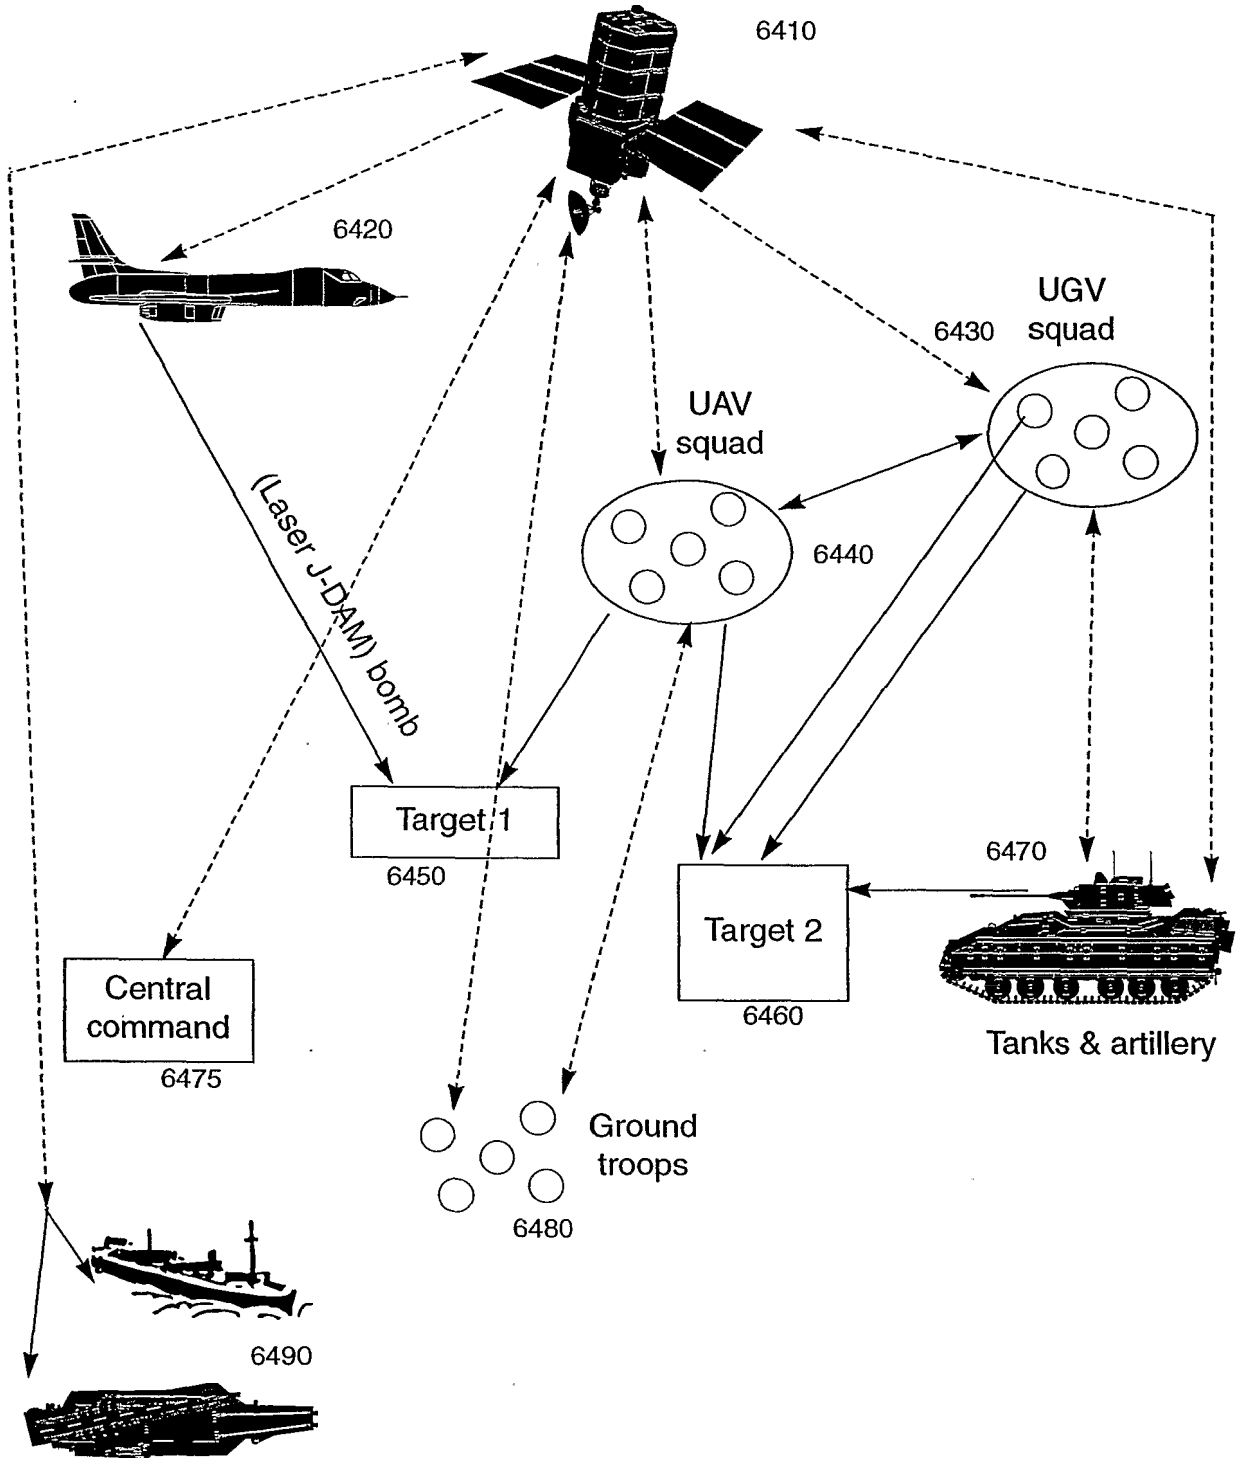 6410
6420
UGV
squad
6430
UAV
squad
6440
(Laser J-DAM) bomb
Target 1
6450
6470
Target 2
6460
Central
command
6475
Tanks & artillery
Ground
troops
6480
6490